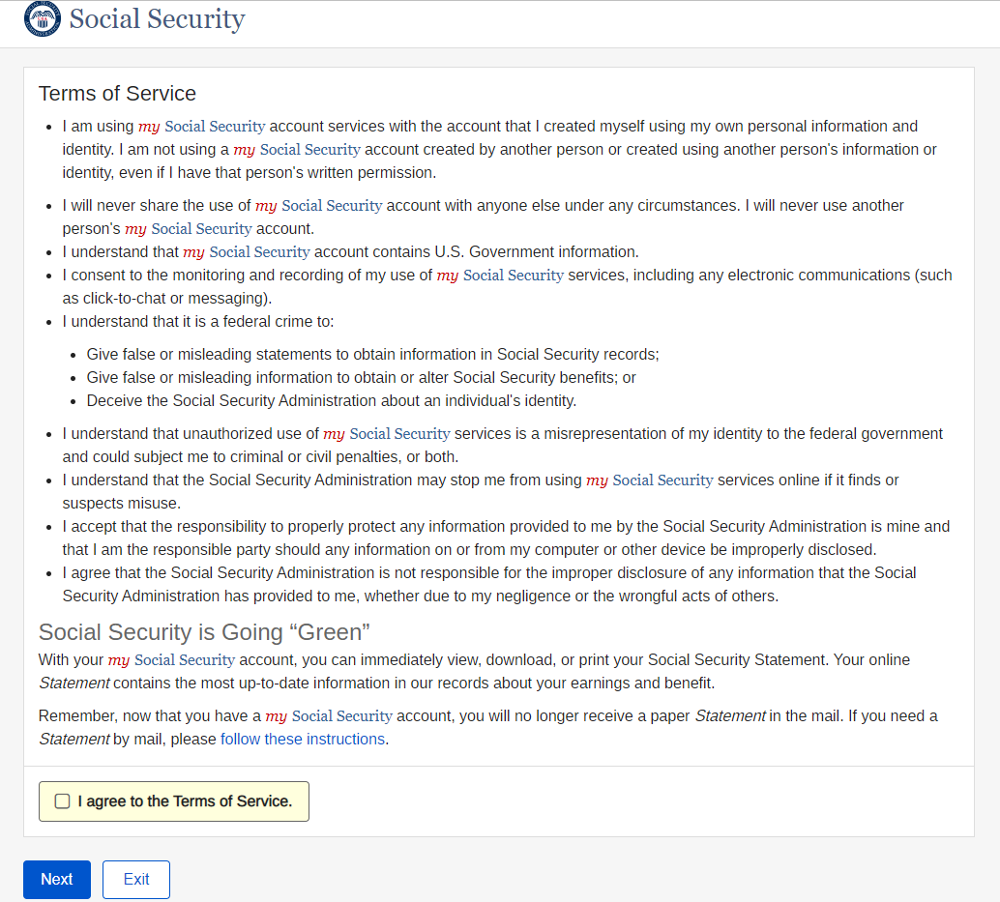 Social Security
Terms of Service
I am using my Social Security account services with the account that I created myself using my own personal information and
identity. I am not using a my Social Security account created by another person or created using another person's information or
identity, even if I have that person's written permission.
I will never share the use of my Social Security account with anyone else under any circumstances. I will never use another
person's my Social Security account.
I understand that my Social Security account contains U.S. Government information.
I consent to the monitoring and recording of my use of my Social Security services, including any electronic communications (such
as click-to-chat or messaging).
I understand that it is a federal crime to:
Give false or misleading statements to obtain information in Social Security records;
Give false or misleading information to obtain or alter Social Security benefits; or
Deceive the Social Security Administration about an individual's identity.
I understand that unauthorized use of my Social Security services is a misrepresentation of my identity to the federal government
and could subject me to criminal or civil penalties, or both.
I understand that the Social Security Administration may stop me from using my Social Security services online if it finds or
suspects misuse.
I accept that the responsibility to properly protect any information provided to me by the Social Security Administration is mine and
that I am the responsible party should any information on or from my computer or other device be improperly disclosed.
I agree that the Social Security Administration is not responsible for the improper disclosure of any information that the Social
Security Administration has provided to me, whether due to my negligence or the wrongful acts of others.
Social Security is Going “Green”
With your my Social Security account, you can immediately view, download, or print your Social Security Statement. Your online
Statement contains the most up-to-date information in our records about your earnings and benefit.
Remember, now that you have a my Social Security account, you will no longer receive a paper Statement in the mail. If you need a
Statement by mail, please follow these instructions.
I agree to the Terms of Service.
Next
Exit